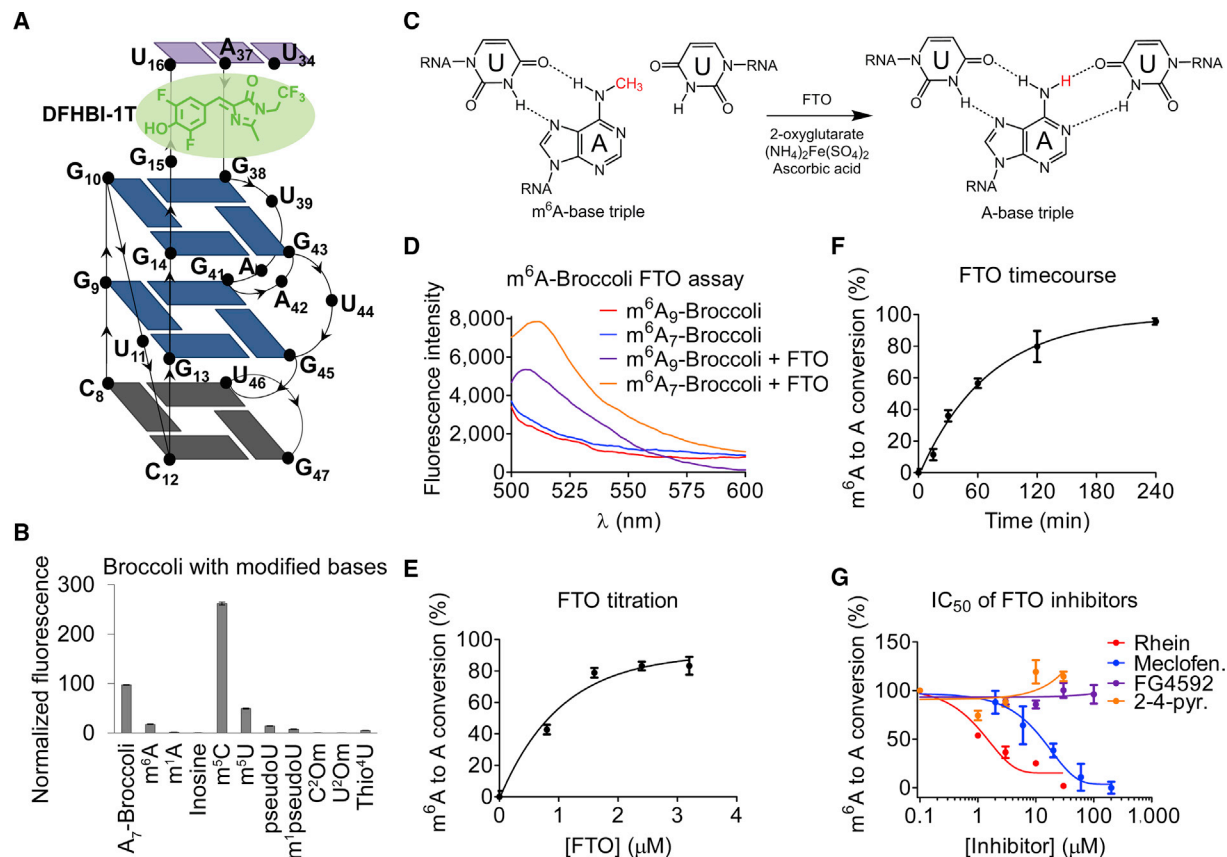 A
U16
A37
U34
DFHBI-1T
F
O
N
CF3
HO
F
N
G15
G10
G38
U39
G43
G14
G41
A
A42
G9
U44
U11
G13
U46
G45
C8
C12
G47
B
Broccoli with modified bases
Normalized fluorescence
300
200
100
0
A7-Broccoli
m6A
m1A
Inosine
m5C
m5U
pseudoU
m1pseudoU
C2Om
U2Om
Thio4U
C
RNA
N
U
O
N
O
H
H
N
CH3
N
N
A
N
N
RNA
O
U
N
RNA
N
O
H
m6A-base triple
FTO
2-oxyglutarate
(NH4)2Fe(SO4)2
Ascorbic acid
RNA
N
U
O
N
O
H
H
H
N
N
N
A
N
N
RNA
O
U
N
RNA
H
N
O
A-base triple
D
m6A-Broccoli FTO assay
Fluorescence intensity
8,000
6,000
4,000
2,000
0
500
525
550
575
600
λ (nm)
m6A9-Broccoli
m6A7-Broccoli
m6A9-Broccoli + FTO
m6A7-Broccoli + FTO
E
FTO titration
m6A to A conversion (%)
100
80
60
40
20
0
0
1
2
3
4
[FTO] (μM)
F
FTO timecourse
m6A to A conversion (%)
100
80
60
40
20
0
0
60
120
180
240
Time (min)
G
IC50 of FTO inhibitors
m6A to A conversion (%)
150
100
50
0
0.1
1
10
100
1.000
[Inhibitor] (μM)
Rhein
Meclofen.
FG4592
2-4-pyr.